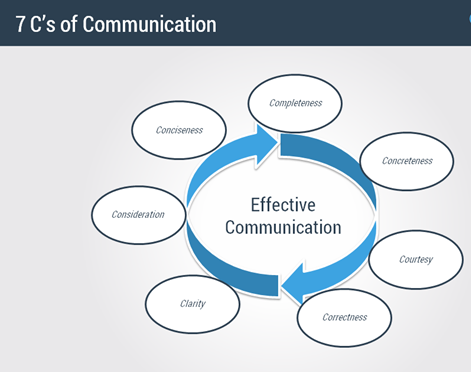 7 C's of Communication
Completeness
Conciseness
Concreteness
Effective
Communication
Consideration
Courtesy
Clarity
Correctness